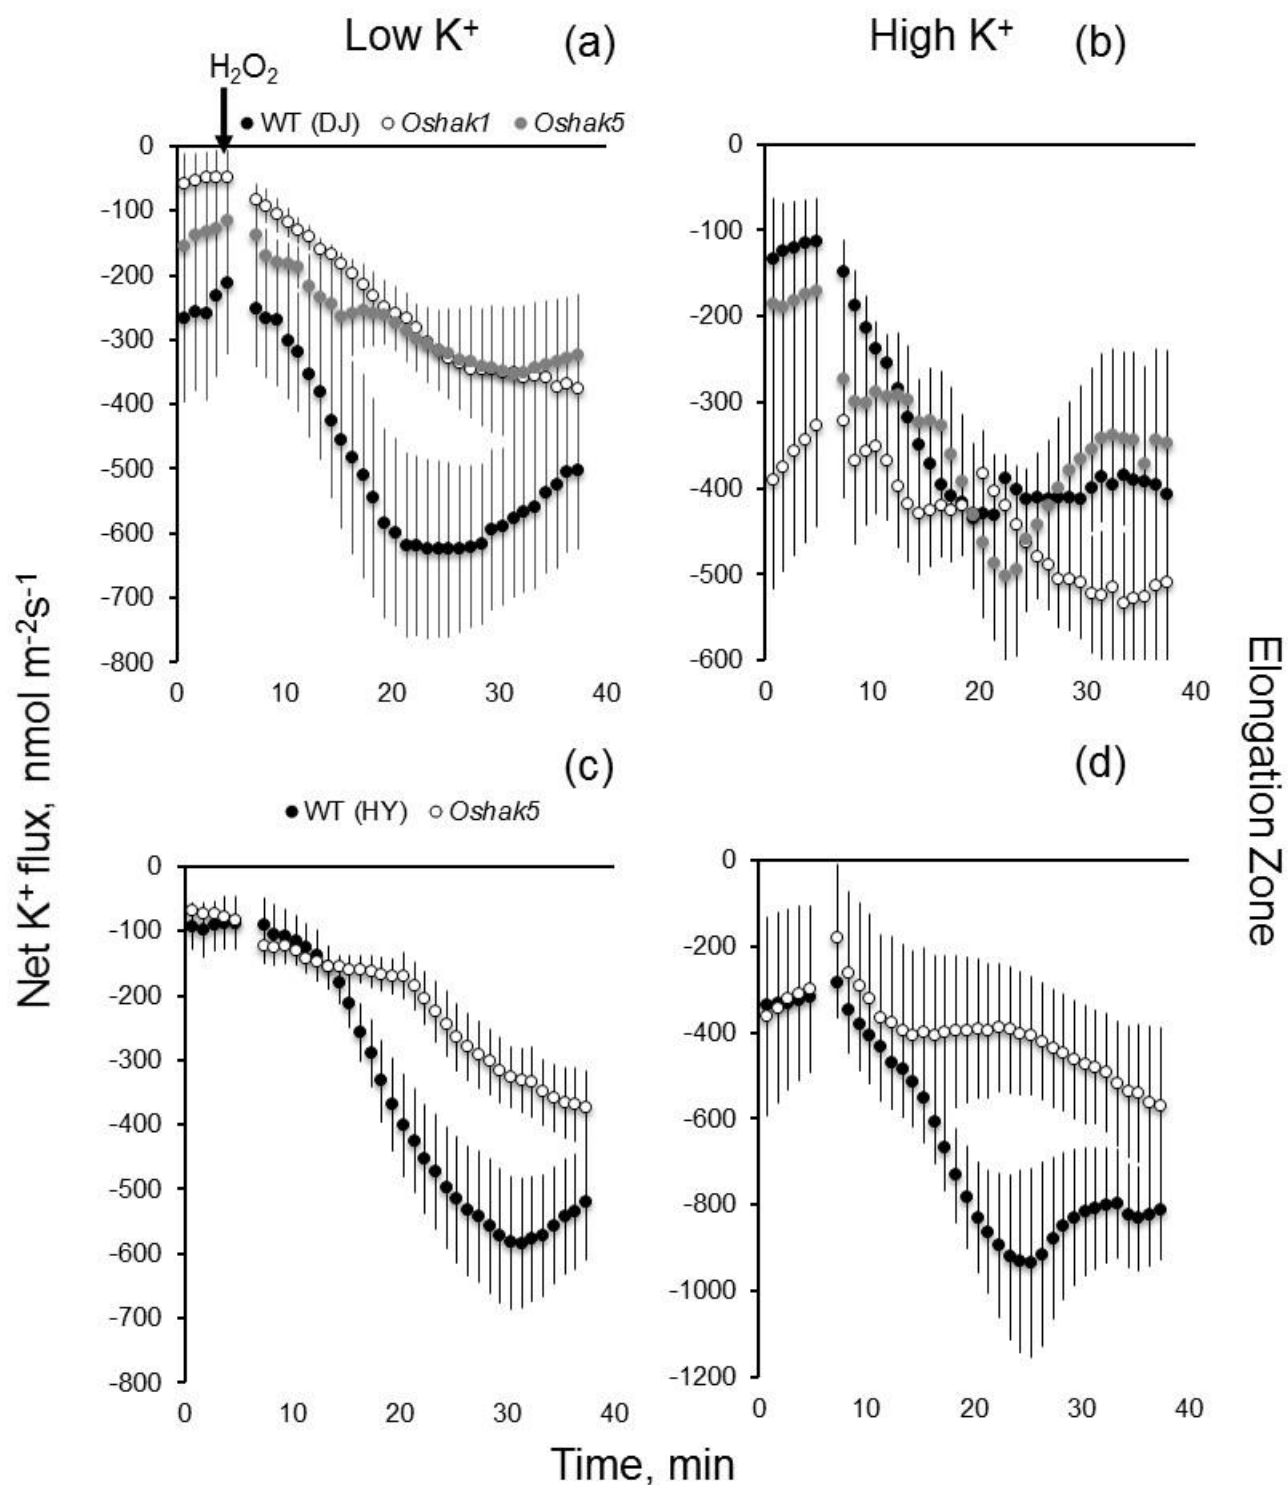 Low K⁺ (a)
High K⁺ (b)
H₂O₂
WT (DJ) Oshak1 Oshak5
0
-100
-200
-300
-400
-500
-600
-700
-800
0 10 20 30 40
0
-100
-200
-300
-400
-500
-600
0 10 20 30 40
(c)
(d)
WT (HY) Oshak5
0
-100
-200
-300
-400
-500
-600
-700
-800
0 10 20 30 40
0
-200
-400
-600
-800
-1000
-1200
0 10 20 30 40
Net K⁺ flux, nmol m⁻²s⁻¹
Elongation Zone
Time, min